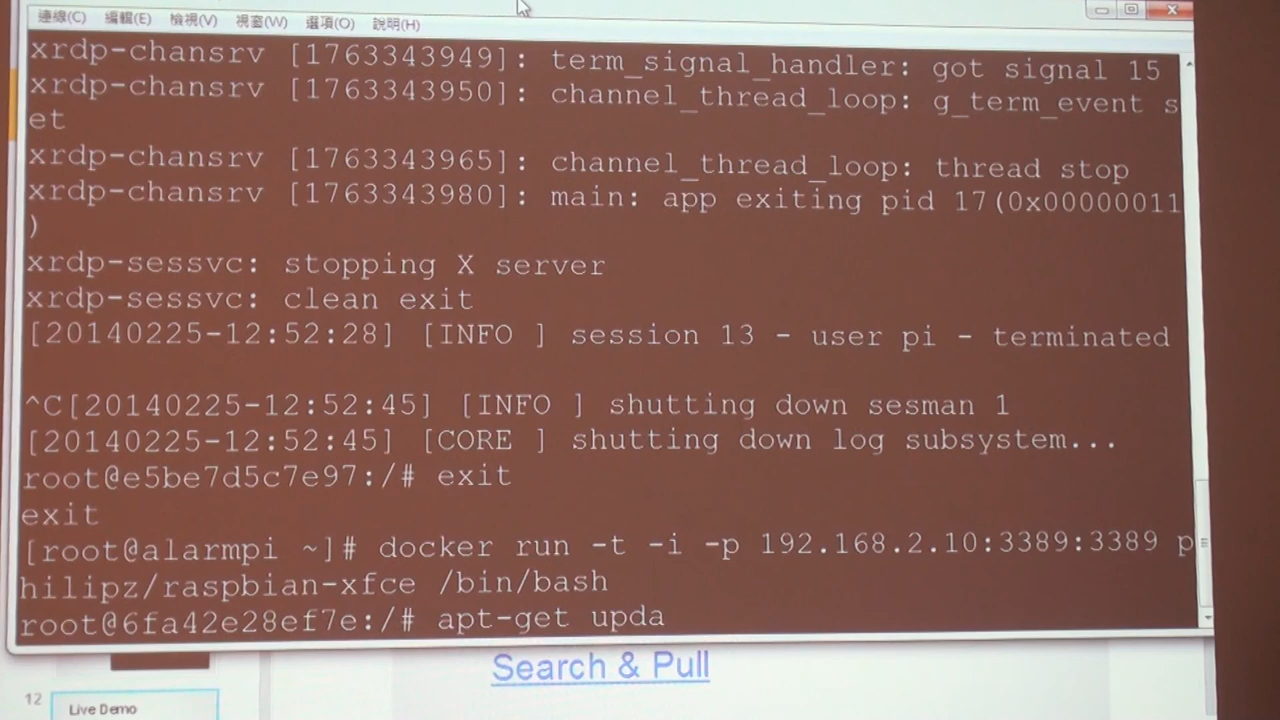 連線(C) 編輯(E) 檢視(V) 視窗(W) 選項(O) 說明(H)
xrdp-chansrv [1763343949]: term_signal_handler: got signal 15
xrdp-chansrv [1763343950]: channel_thread_loop: g_term_event s
et
xrdp-chansrv [1763343965]: channel_thread_loop: thread stop
xrdp-chansrv [1763343980]: main: app exiting pid 17(0x00000011
)
xrdp-sessvc: stopping X server
xrdp-sessvc: clean exit
[20140225-12:52:28] [INFO ] session 13 - user pi - terminated
^C[20140225-12:52:45] [INFO ] shutting down sesman 1
[20140225-12:52:45] [CORE ] shutting down log subsystem...
root@e5be7d5c7e97:/# exit
exit
[root@alarmpi ~]# docker run -t -i -p 192.168.2.10:3389:3389 p
hilipz/raspbian-xfce /bin/bash
root@6fa42e28ef7e:/# apt-get upda
Search & Pull
12
Live Demo